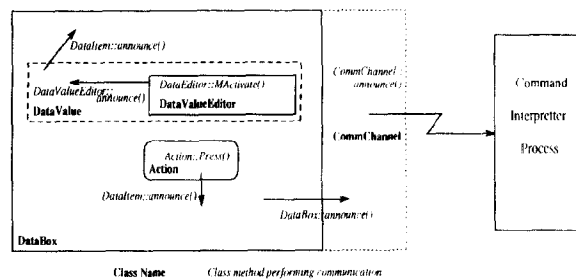 DataItem::announce()
DataValueEditor::
announce()
DataValue
DataEditor::MActivate()
DataValueEditor
CommChannel::
announce()
CommChannel
Command
Interpretter
Process
Action::Press()
Action
DataItem::announce()
DataBox::announce()
DataBox
Class Name
Class method performing communication